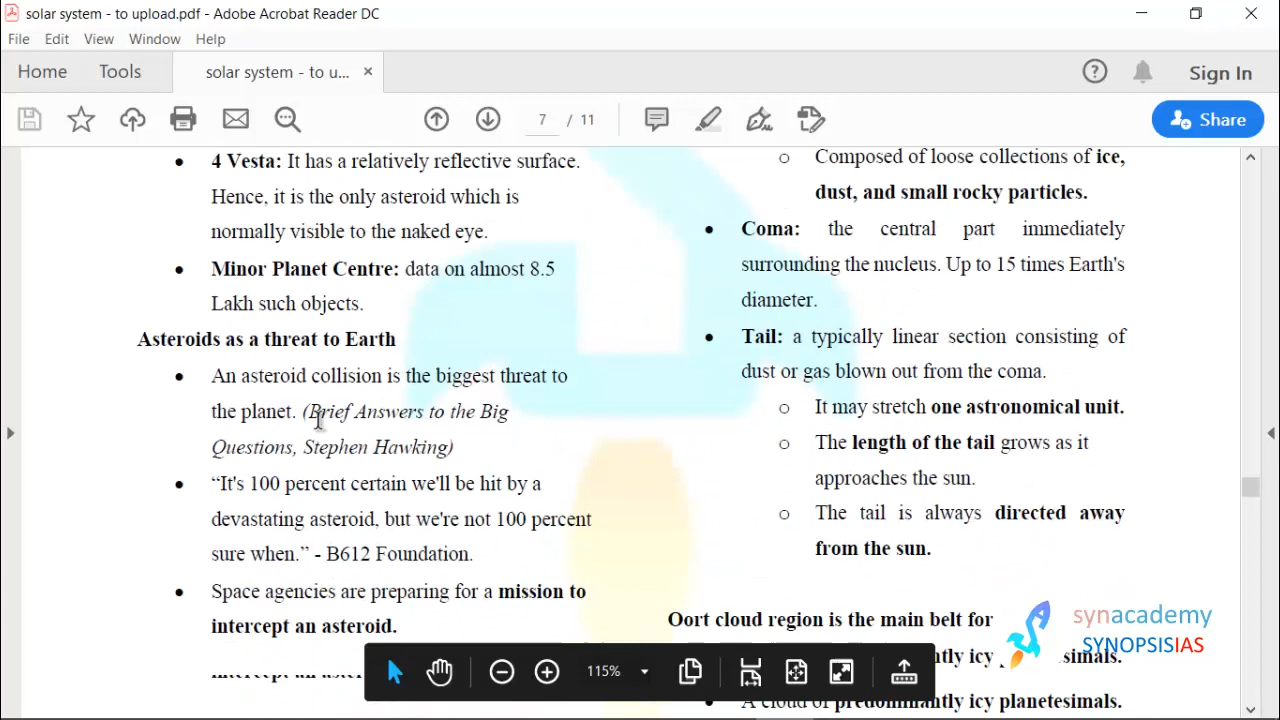 solar system - to upload.pdf - Adobe Acrobat Reader DC
File Edit View Window Help
Home Tools solar system - to u... × Sign In
7 / 11 Share
• 4 Vesta: It has a relatively reflective surface.
Hence, it is the only asteroid which is
normally visible to the naked eye.
• Minor Planet Centre: data on almost 8.5
Lakh such objects.
Asteroids as a threat to Earth
• An asteroid collision is the biggest threat to
the planet. (Brief Answers to the Big
Questions, Stephen Hawking)
• “It's 100 percent certain we'll be hit by a
devastating asteroid, but we're not 100 percent
sure when.” - B612 Foundation.
• Space agencies are preparing for a mission to
intercept an asteroid.
o Composed of loose collections of ice,
dust, and small rocky particles.
• Coma: the central part immediately
surrounding the nucleus. Up to 15 times Earth's
diameter.
• Tail: a typically linear section consisting of
dust or gas blown out from the coma.
o It may stretch one astronomical unit.
o The length of the tail grows as it
approaches the sun.
o The tail is always directed away
from the sun.
Oort cloud region is the main belt for
• A cloud of predominantly icy planetesimals.
115%
synacademy
SYNOPSISIAS